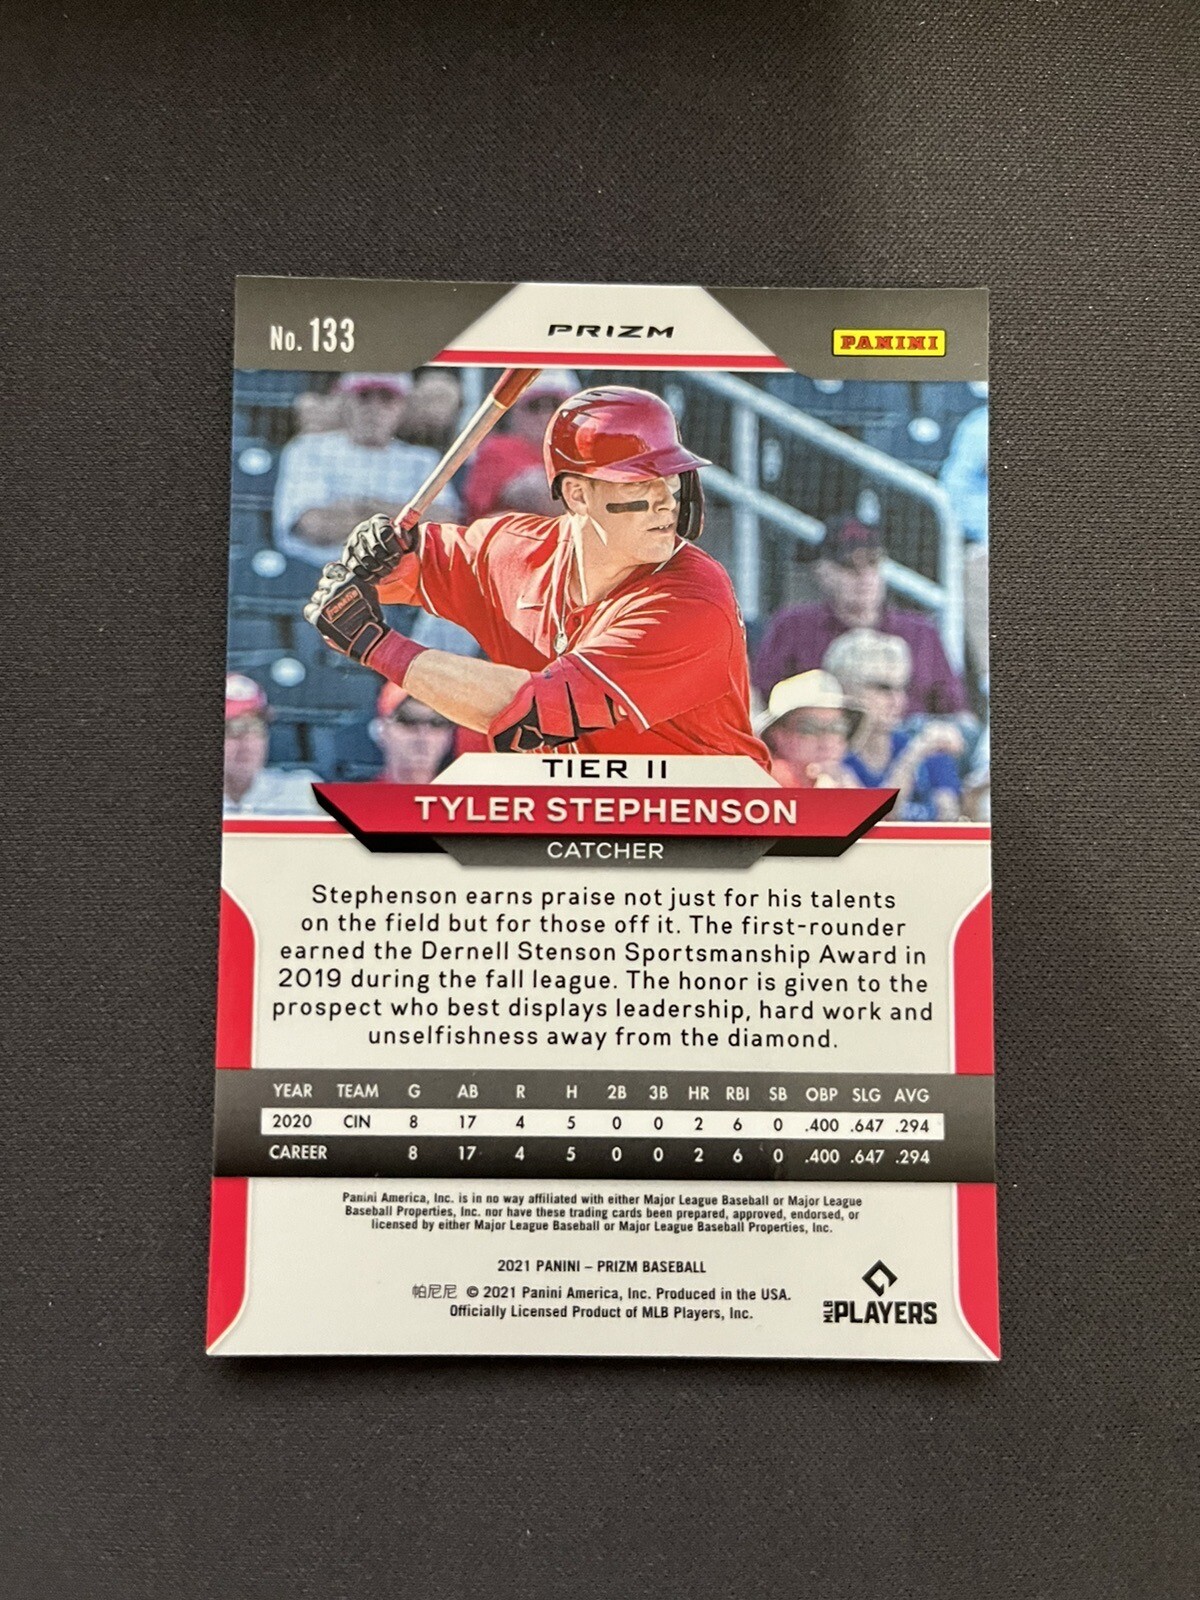 No. 133
PRIZM
PANINI
Franklin
TIER II
TYLER STEPHENSON
CATCHER
Stephenson earns praise not just for his talents
on the field but for those off it. The first-rounder
earned the Dernell Stenson Sportsmanship Award in
2019 during the fall league. The honor is given to the
prospect who best displays leadership, hard work and
unselfishness away from the diamond.
YEAR TEAM G AB R H 2B 3B HR RBI SB OBP SLG AVG
2020 CIN 8 17 4 5 0 0 2 6 0 .400 .647 .294
CAREER 8 17 4 5 0 0 2 6 0 .400 .647 .294
Panini America, Inc. is in no way affiliated with either Major League Baseball or Major League
Baseball Properties, Inc. nor have these trading cards been prepared, approved, endorsed, or
licensed by either Major League Baseball or Major League Baseball Properties, Inc.
2021 PANINI – PRIZM BASEBALL
帕尼尼 © 2021 Panini America, Inc. Produced in the USA.
Officially Licensed Product of MLB Players, Inc.
MLB PLAYERS